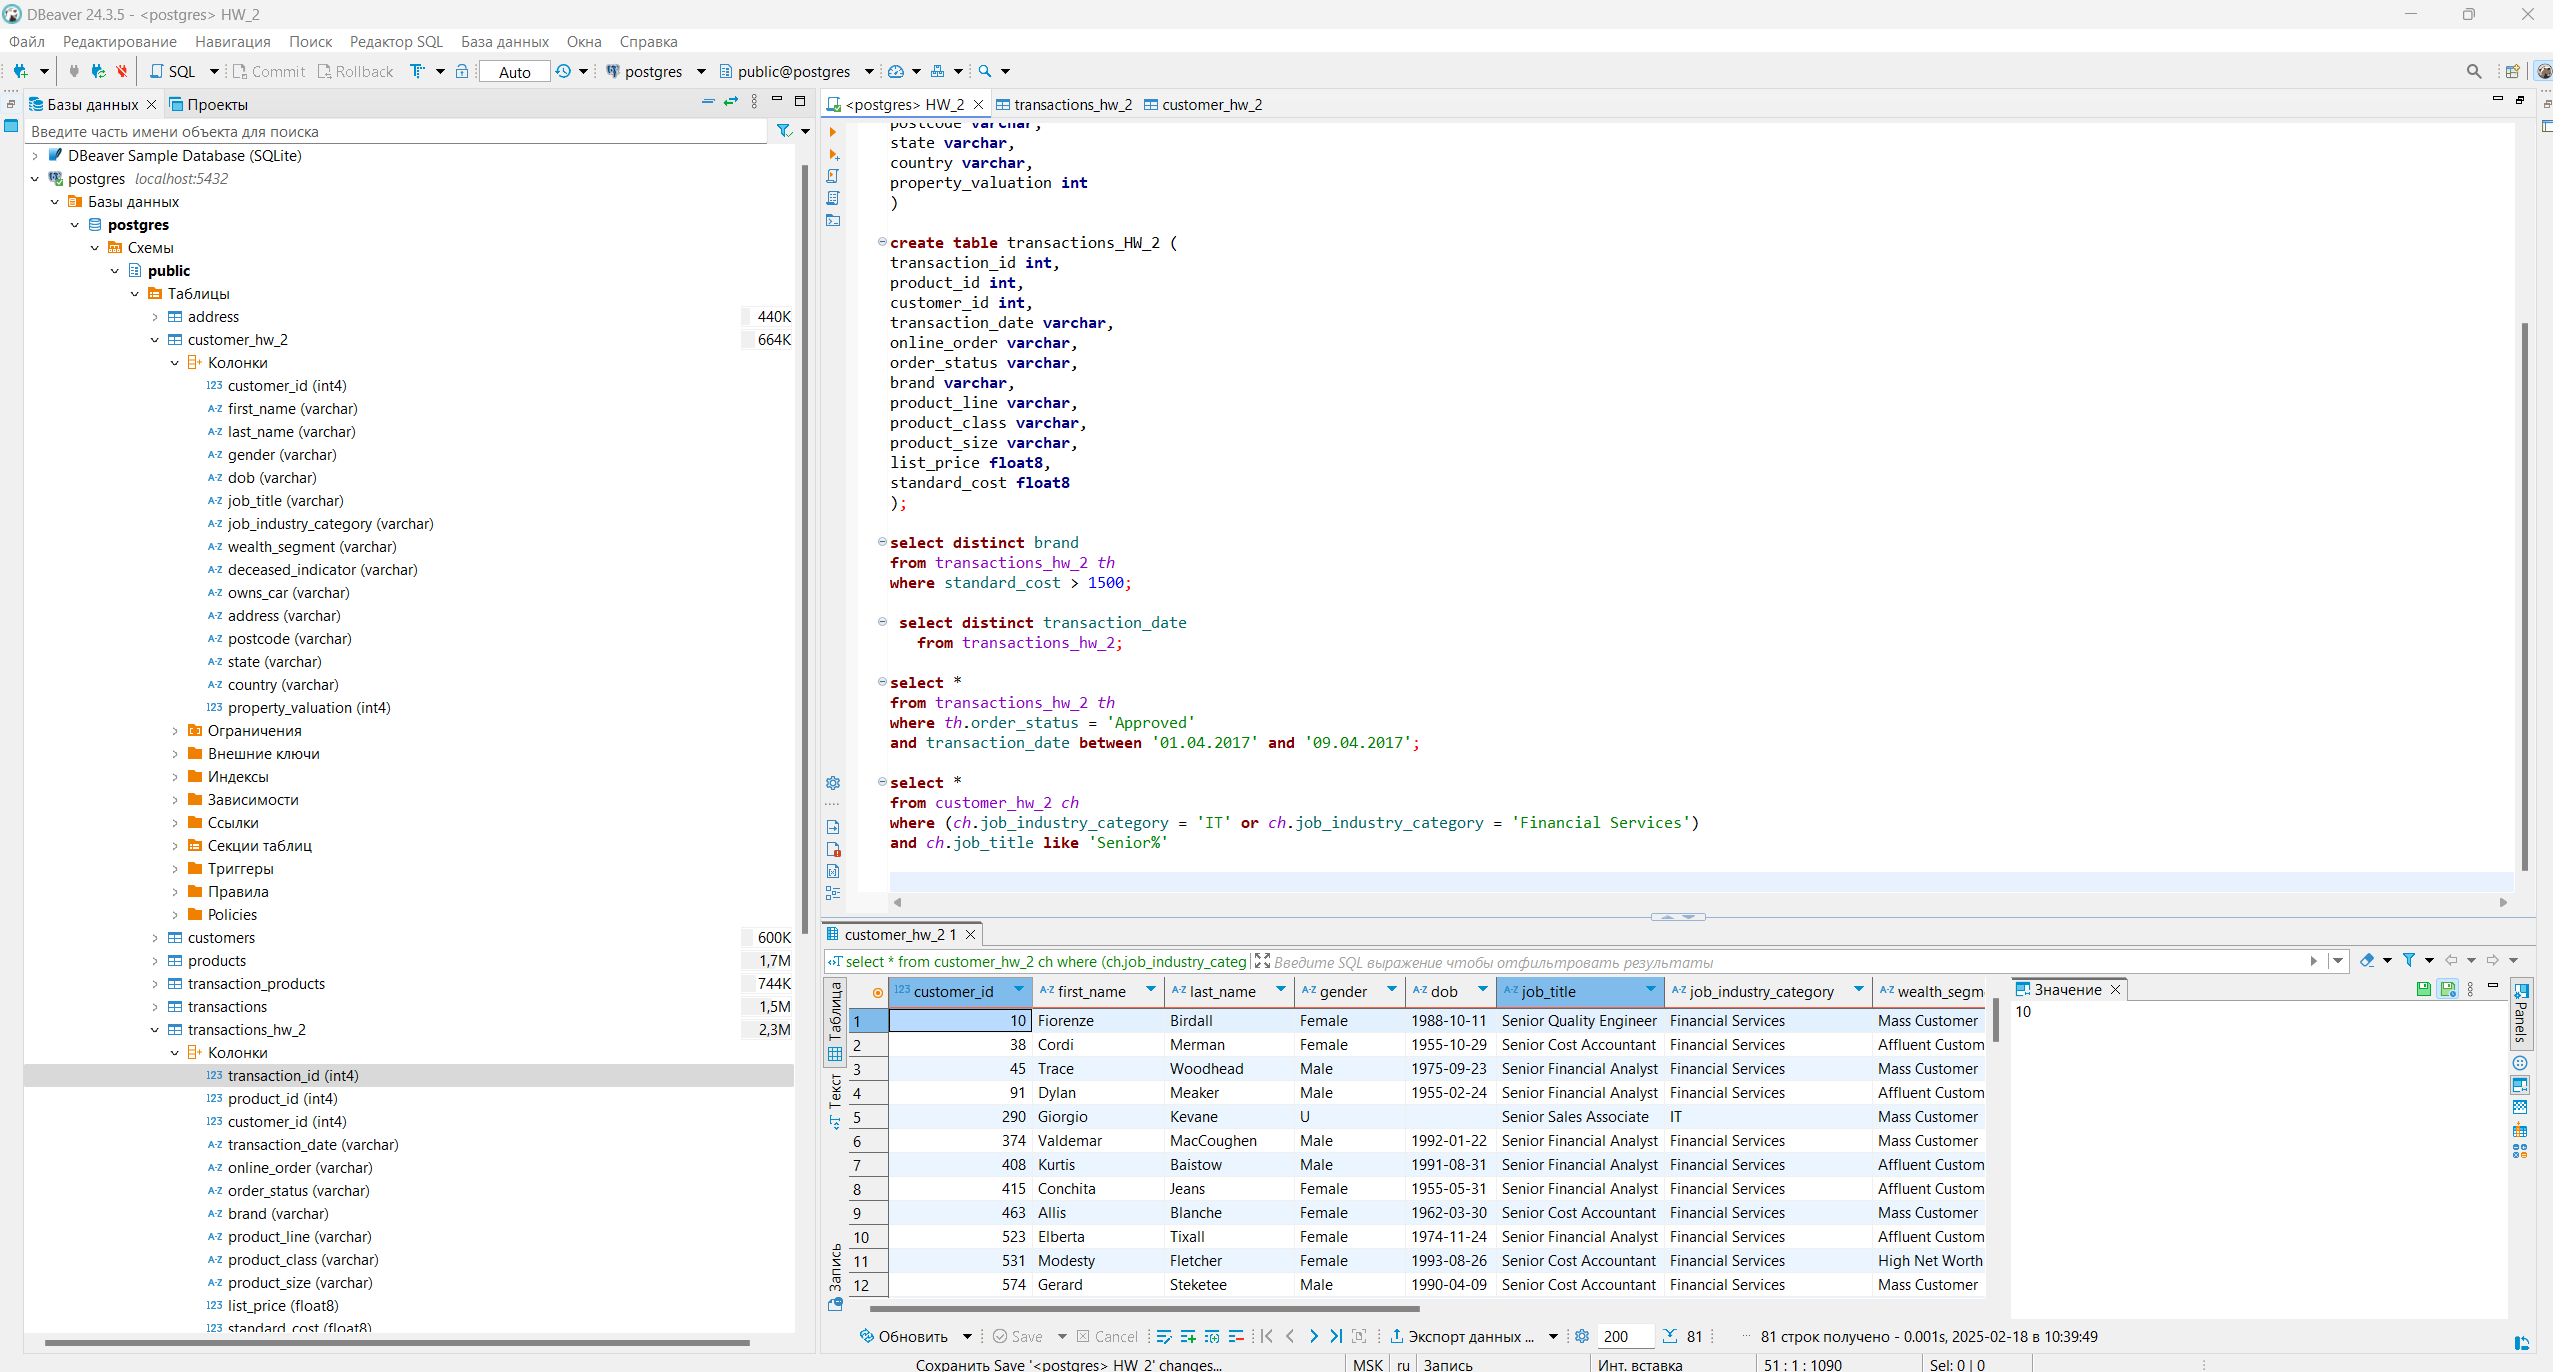 DBeaver 24.3.5 - <postgres> HW_2
Файл Редактирование Навигация Поиск Редактор SQL База данных Окна Справка
SQL Commit Rollback Auto postgres public@postgres
Базы данных Проекты
Введите часть имени объекта для поиска
DBeaver Sample Database (SQLite)
postgres localhost:5432
Базы данных
postgres
Схемы
public
Таблицы
address 440K
customer_hw_2 664K
Колонки
123 customer_id (int4)
A-Z first_name (varchar)
A-Z last_name (varchar)
A-Z gender (varchar)
A-Z dob (varchar)
A-Z job_title (varchar)
A-Z job_industry_category (varchar)
A-Z wealth_segment (varchar)
A-Z deceased_indicator (varchar)
A-Z owns_car (varchar)
A-Z address (varchar)
A-Z postcode (varchar)
A-Z state (varchar)
A-Z country (varchar)
123 property_valuation (int4)
Ограничения
Внешние ключи
Индексы
Зависимости
Ссылки
Секции таблиц
Триггеры
Правила
Policies
customers 600K
products 1,7M
transaction_products 744K
transactions 1,5M
transactions_hw_2 2,3M
Колонки
123 transaction_id (int4)
123 product_id (int4)
123 customer_id (int4)
A-Z transaction_date (varchar)
A-Z online_order (varchar)
A-Z order_status (varchar)
A-Z brand (varchar)
A-Z product_line (varchar)
A-Z product_class (varchar)
A-Z product_size (varchar)
123 list_price (float8)
123 standard_cost (float8)
<postgres> HW_2 transactions_hw_2 customer_hw_2
postcode varchar,
state varchar,
country varchar,
property_valuation int
)
create table transactions_HW_2 (
transaction_id int,
product_id int,
customer_id int,
transaction_date varchar,
online_order varchar,
order_status varchar,
brand varchar,
product_line varchar,
product_class varchar,
product_size varchar,
list_price float8,
standard_cost float8
);
select distinct brand
from transactions_hw_2 th
where standard_cost > 1500;
select distinct transaction_date
from transactions_hw_2;
select *
from transactions_hw_2 th
where th.order_status = 'Approved'
and transaction_date between '01.04.2017' and '09.04.2017';
select *
from customer_hw_2 ch
where (ch.job_industry_category = 'IT' or ch.job_industry_category = 'Financial Services')
and ch.job_title like 'Senior%'
customer_hw_2 1
select * from customer_hw_2 ch where (ch.job_industry_categ Введите SQL выражение чтобы отфильтровать результаты
Таблица
Текст
Запись
123 customer_id A-Z first_name A-Z last_name A-Z gender A-Z dob A-Z job_title A-Z job_industry_category A-Z wealth_segm
1 10 Fiorenze Birdall Female 1988-10-11 Senior Quality Engineer Financial Services Mass Customer
2 38 Cordi Merman Female 1955-10-29 Senior Cost Accountant Financial Services Affluent Custom
3 45 Trace Woodhead Male 1975-09-23 Senior Financial Analyst Financial Services Mass Customer
4 91 Dylan Meaker Male 1955-02-24 Senior Financial Analyst Financial Services Affluent Custom
5 290 Giorgio Kevane U Senior Sales Associate IT Mass Customer
6 374 Valdemar MacCoughen Male 1992-01-22 Senior Financial Analyst Financial Services Mass Customer
7 408 Kurtis Baistow Male 1991-08-31 Senior Financial Analyst Financial Services Affluent Custom
8 415 Conchita Jeans Female 1955-05-31 Senior Financial Analyst Financial Services Affluent Custom
9 463 Allis Blanche Female 1962-03-30 Senior Cost Accountant Financial Services Mass Customer
10 523 Elberta Tixall Female 1974-11-24 Senior Financial Analyst Financial Services Affluent Custom
11 531 Modesty Fletcher Female 1993-08-26 Senior Cost Accountant Financial Services High Net Worth
12 574 Gerard Steketee Male 1990-04-09 Senior Cost Accountant Financial Services Mass Customer
Значение
10
Panels
Обновить Save Cancel Экспорт данных ... 200 81 81 строк получено - 0.001s, 2025-02-18 в 10:39:49
Сохранить Save '<postgres> HW_2' changes... MSK ru Запись Инт. вставка 51 : 1 : 1090 Sel: 0 | 0